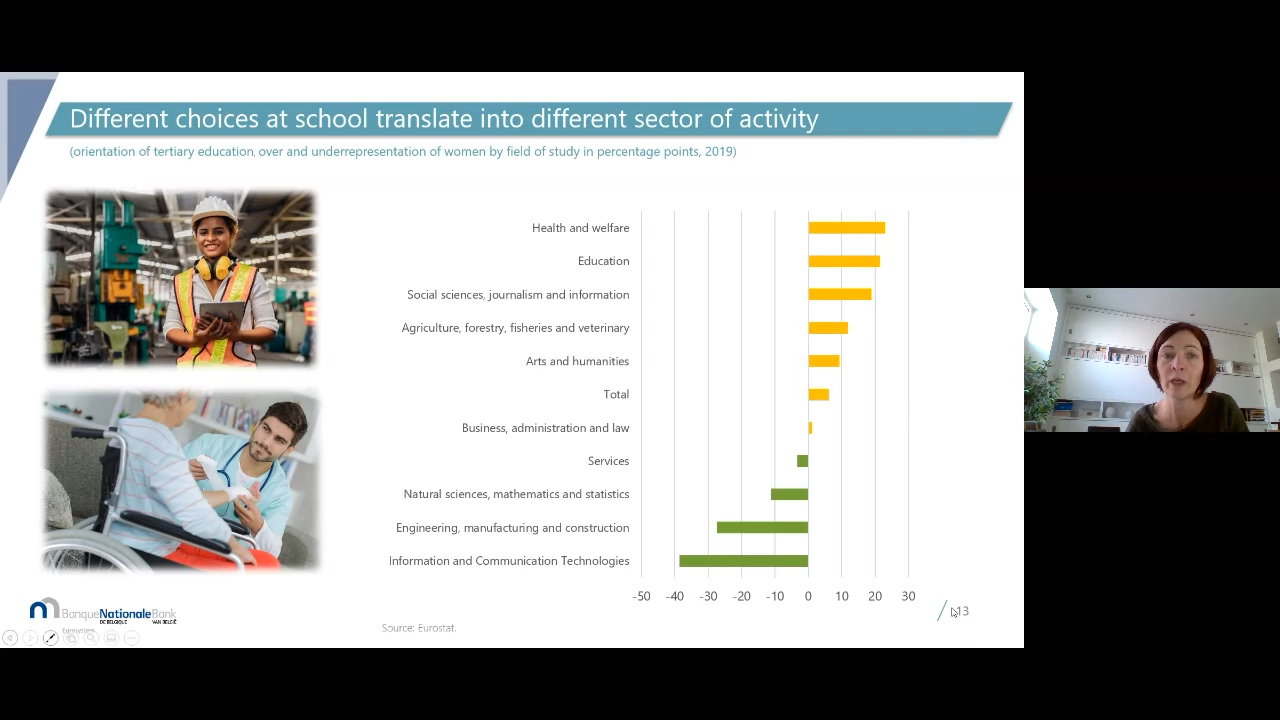 Different choices at school translate into different sector of activity
(orientation of tertiary education, over and underrepresentation of women by field of study in percentage points, 2019)
Health and welfare
Education
Social sciences, journalism and information
Agriculture, forestry, fisheries and veterinary
Arts and humanities
Total
Business, administration and law
Services
Natural sciences, mathematics and statistics
Engineering, manufacturing and construction
Information and Communication Technologies
-50 -40 -30 -20 -10 0 10 20 30
BanqueNationaleBank
DE BELGIQUE VAN BELGIË
Eurosystem
Source: Eurostat.
13